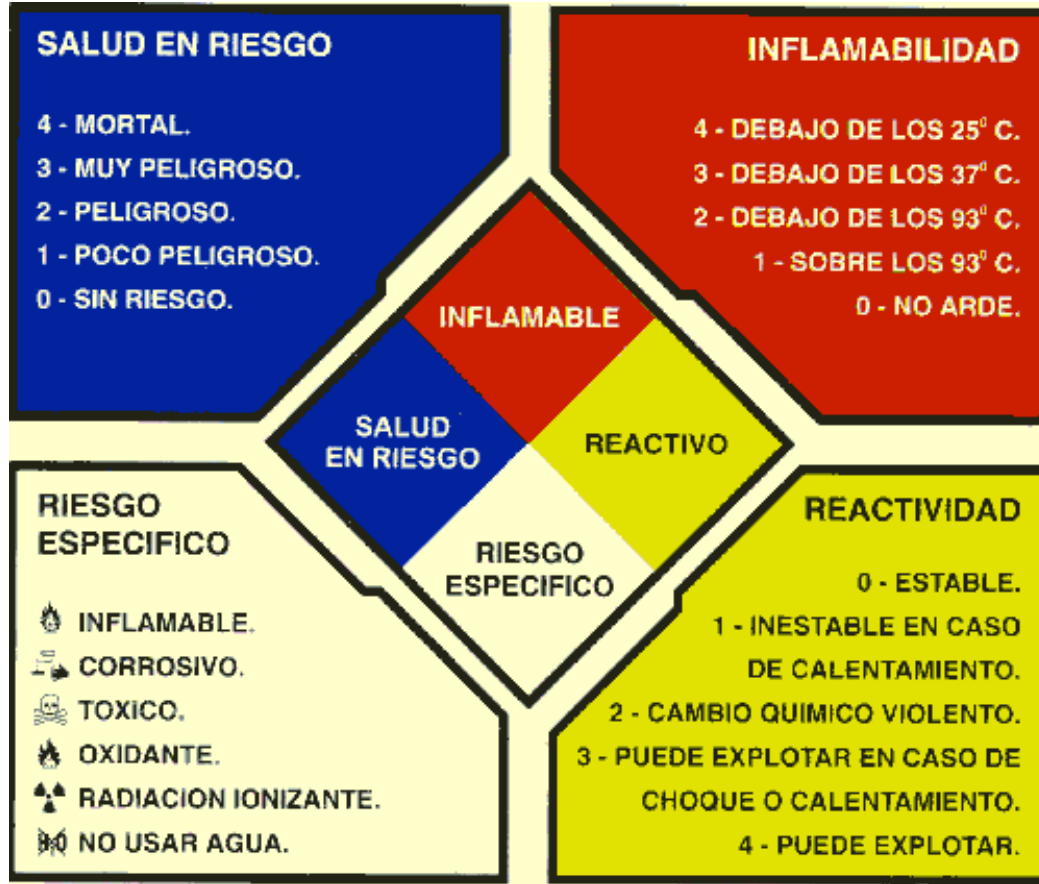 SALUD EN RIESGO
4 - MORTAL.
3 - MUY PELIGROSO.
2 - PELIGROSO.
1 - POCO PELIGROSO.
0 - SIN RIESGO.
INFLAMABILIDAD
4 - DEBAJO DE LOS 25° C.
3 - DEBAJO DE LOS 37° C.
2 - DEBAJO DE LOS 93° C.
1 - SOBRE LOS 93° C.
0 - NO ARDE.
INFLAMABLE
SALUD
EN RIESGO
REACTIVO
RIESGO
ESPECIFICO
RIESGO
ESPECIFICO
INFLAMABLE.
CORROSIVO.
TOXICO.
OXIDANTE.
RADIACION IONIZANTE.
NO USAR AGUA.
REACTIVIDAD
0 - ESTABLE.
1 - INESTABLE EN CASO
DE CALENTAMIENTO.
2 - CAMBIO QUIMICO VIOLENTO.
3 - PUEDE EXPLOTAR EN CASO DE
CHOQUE O CALENTAMIENTO.
4 - PUEDE EXPLOTAR.